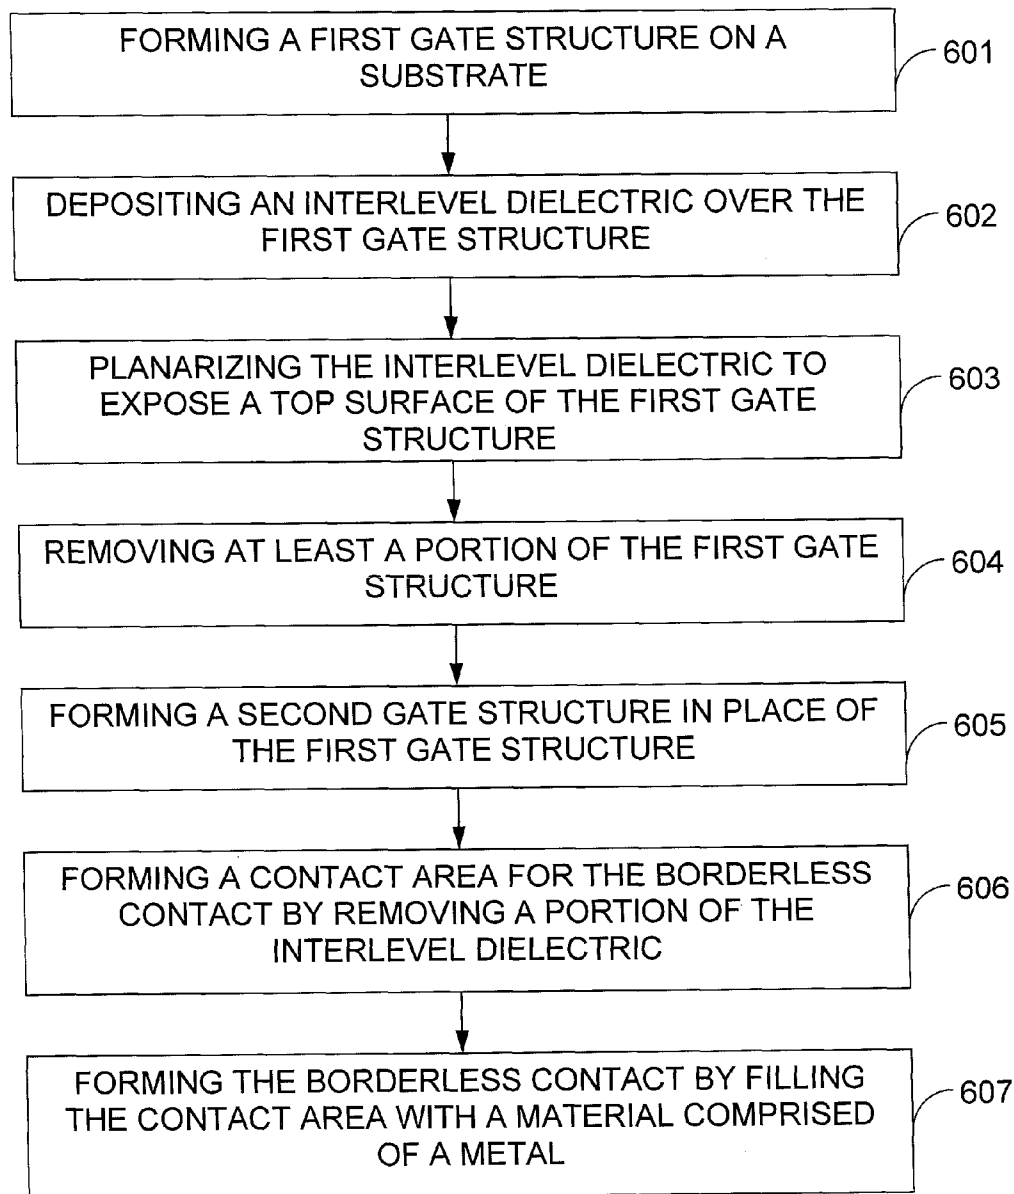 FORMING A FIRST GATE STRUCTURE ON A
SUBSTRATE
601
DEPOSITING AN INTERLEVEL DIELECTRIC OVER THE
FIRST GATE STRUCTURE
602
PLANARIZING THE INTERLEVEL DIELECTRIC TO
EXPOSE A TOP SURFACE OF THE FIRST GATE
STRUCTURE
603
REMOVING AT LEAST A PORTION OF THE FIRST GATE
STRUCTURE
604
FORMING A SECOND GATE STRUCTURE IN PLACE OF
THE FIRST GATE STRUCTURE
605
FORMING A CONTACT AREA FOR THE BORDERLESS
CONTACT BY REMOVING A PORTION OF THE
INTERLEVEL DIELECTRIC
606
FORMING THE BORDERLESS CONTACT BY FILLING
THE CONTACT AREA WITH A MATERIAL COMPRISED
OF A METAL
607